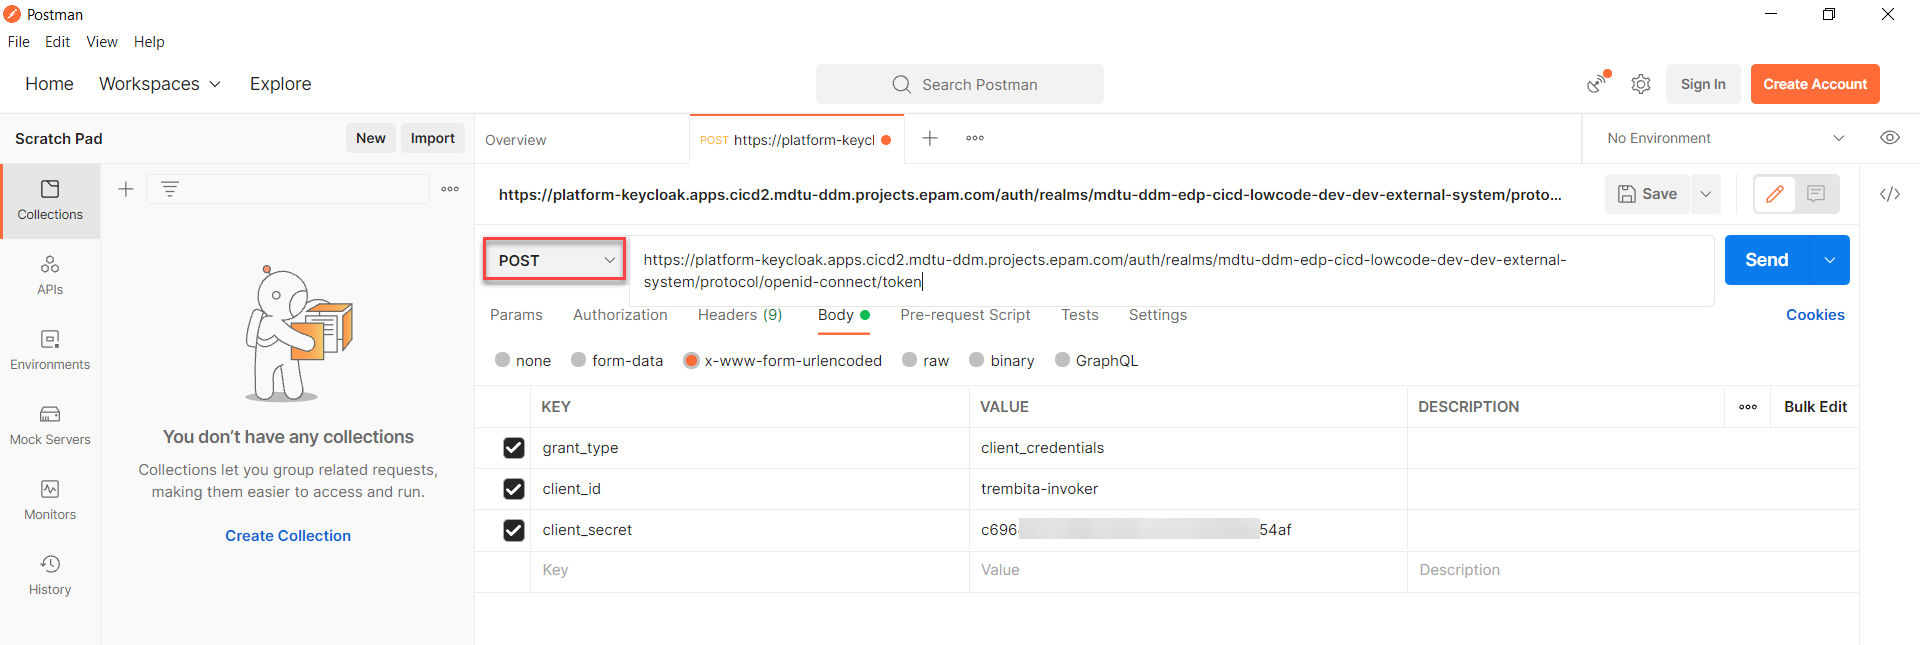 Postman
File Edit View Help
Home Workspaces Explore
Search Postman
Sign In
Create Account
Scratch Pad
New
Import
Overview
POST https://platform-keycl
No Environment
Collections
APIs
Environments
Mock Servers
Monitors
History
You don't have any collections
Collections let you group related requests,
making them easier to access and run.
Create Collection
https://platform-keycloak.apps.cicd2.mdtu-ddm.projects.epam.com/auth/realms/mdtu-ddm-edp-cicd-lowcode-dev-dev-external-system/proto...
Save
POST
https://platform-keycloak.apps.cicd2.mdtu-ddm.projects.epam.com/auth/realms/mdtu-ddm-edp-cicd-lowcode-dev-dev-external-
system/protocol/openid-connect/token
Send
Params Authorization Headers (9) Body Pre-request Script Tests Settings
Cookies
none form-data x-www-form-urlencoded raw binary GraphQL
KEY VALUE DESCRIPTION Bulk Edit
grant_type client_credentials
client_id trembita-invoker
client_secret c696 54af
Key Value Description